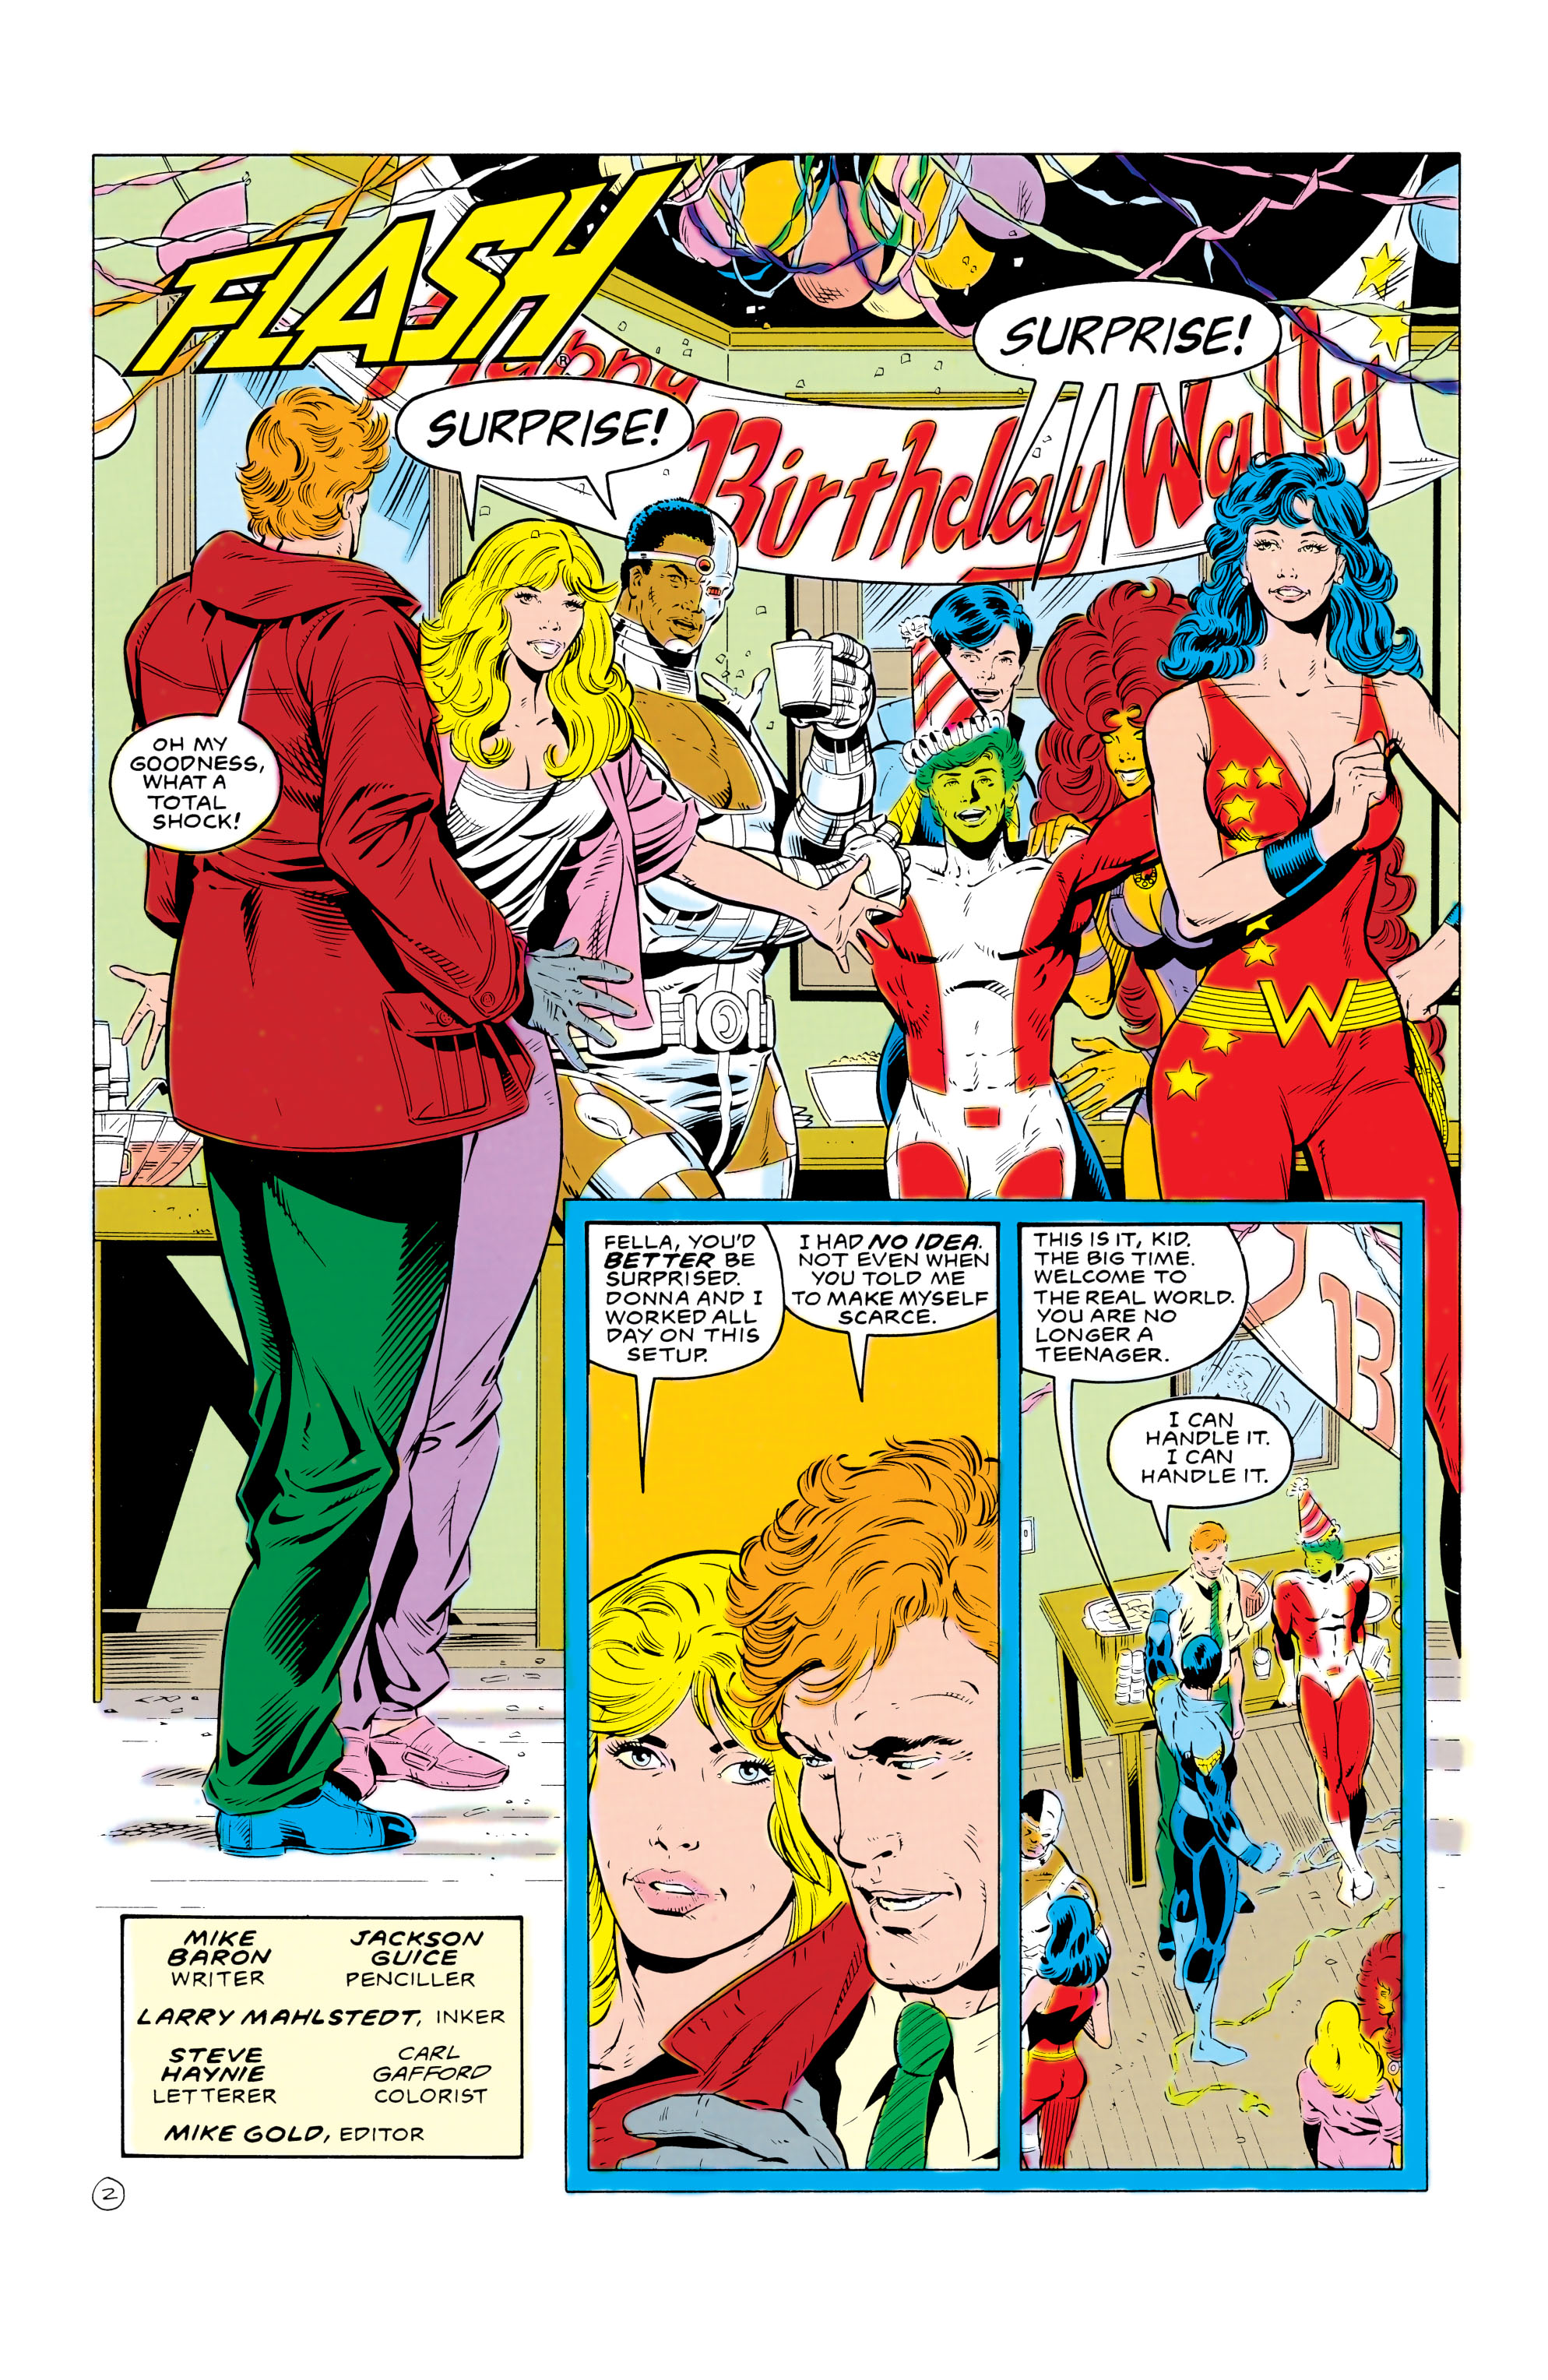 FLASH
®
SURPRISE!
SURPRISE!
Happy
Birthday Wally
OH MY
GOODNESS,
WHAT A
TOTAL
SHOCK!
W
FELLA, YOU'D
BETTER BE
SURPRISED.
DONNA AND I
WORKED ALL
DAY ON THIS
SETUP.
I HAD NO IDEA.
NOT EVEN WHEN
YOU TOLD ME
TO MAKE MYSELF
SCARCE.
THIS IS IT, KID.
THE BIG TIME.
WELCOME TO
THE REAL WORLD.
YOU ARE NO
LONGER A
TEENAGER.
I CAN
HANDLE IT.
I CAN
HANDLE IT.
B
MIKE
BARON
WRITER
JACKSON
GUICE
PENCILLER
LARRY MAHLSTEDT, INKER
STEVE
HAYNIE
LETTERER
CARL
GAFFORD
COLORIST
MIKE GOLD, EDITOR
2